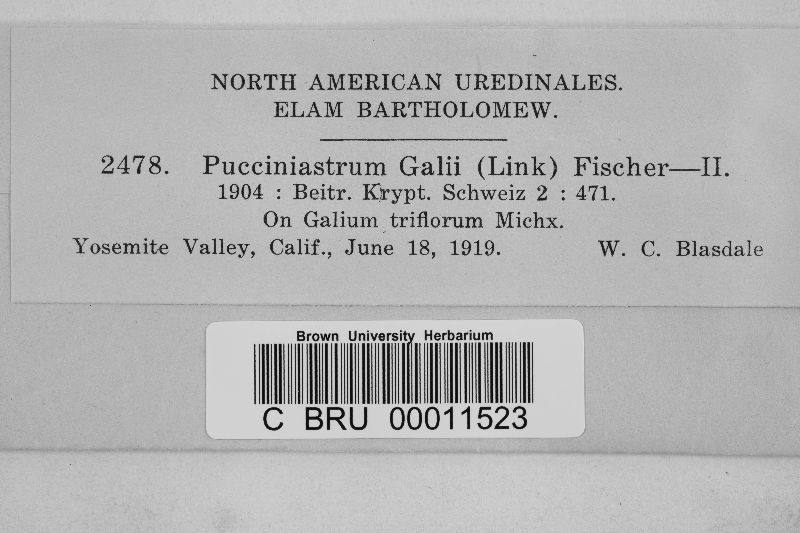 NORTH AMERICAN UREDINALES.
ELAM BARTHOLOMEW.
2478. Pucciniastrum Galii (Link) Fischer—II.
1904 : Beitr. Krypt. Schweiz 2 : 471.
On Galium triflorum Michx.
Yosemite Valley, Calif., June 18, 1919. W. C. Blasdale
Brown University Herbarium
C BRU 00011523